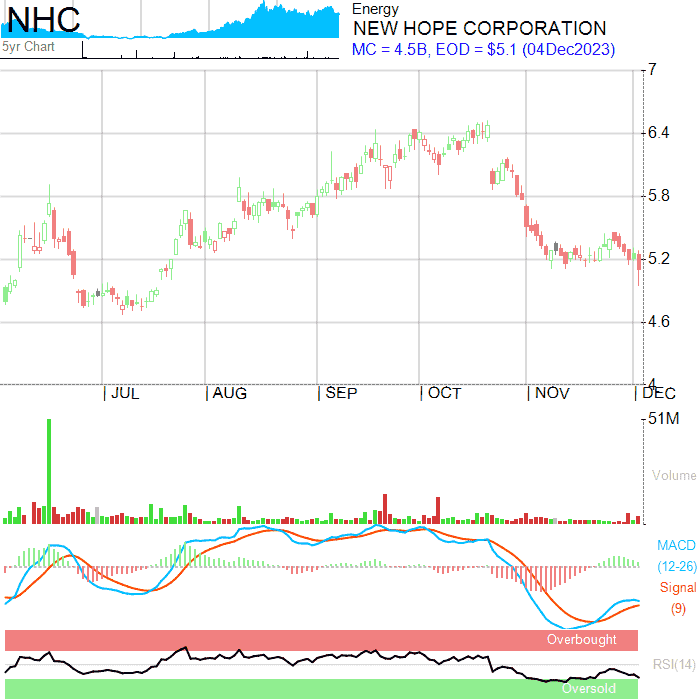 NHC
5yr Chart
Energy
NEW HOPE CORPORATION
MC = 4.5B, EOD = $5.1 (04Dec2023)
7
6.4
5.8
5.2
4.6
4
JUL AUG SEP OCT NOV DEC
51M
Volume
MACD
(12-26)
Signal
(9)
Overbought
RSI(14)
Oversold